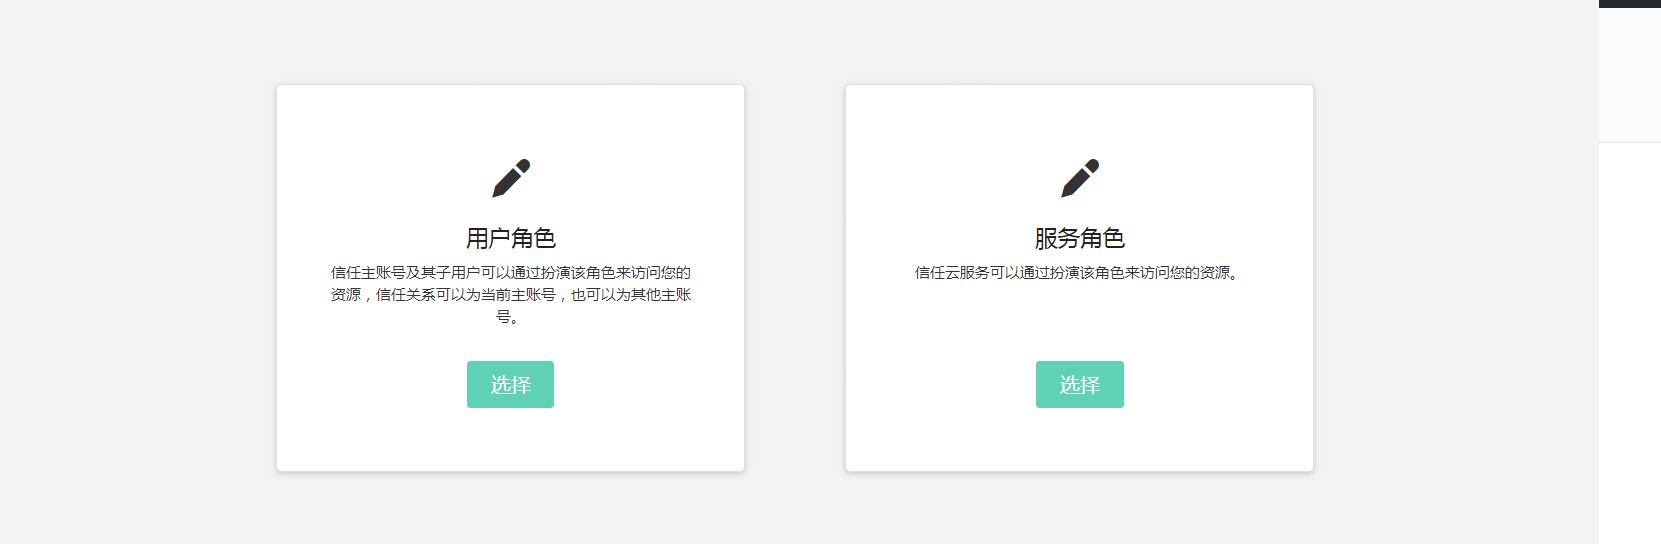 用户角色
信任主账号及其子用户可以通过扮演该角色来访问您的
资源，信任关系可以为当前主账号，也可以为其他主账
号。
选择
服务角色
信任云服务可以通过扮演该角色来访问您的资源。
选择